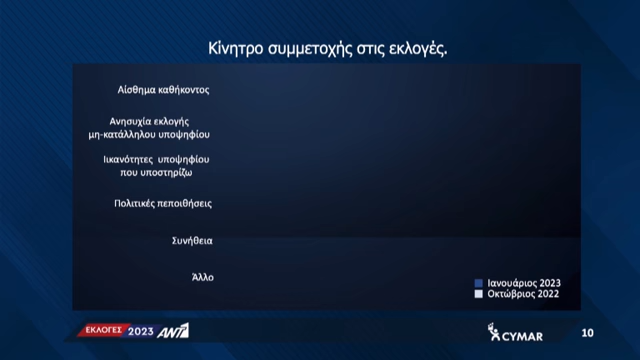 Κίνητρο συμμετοχής στις εκλογές.
Αίσθημα καθήκοντος
Ανησυχία εκλογής
μη-κατάλληλου υποψηφίου
Ικανότητες υποψηφίου
που υποστηρίζω
Πολιτικές πεποιθήσεις
Συνήθεια
Άλλο
Ιανουάριος 2023
Οκτώβριος 2022
ΕΚΛΟΓΕΣ 2023 ΑΝΤ1
CYMAR
10